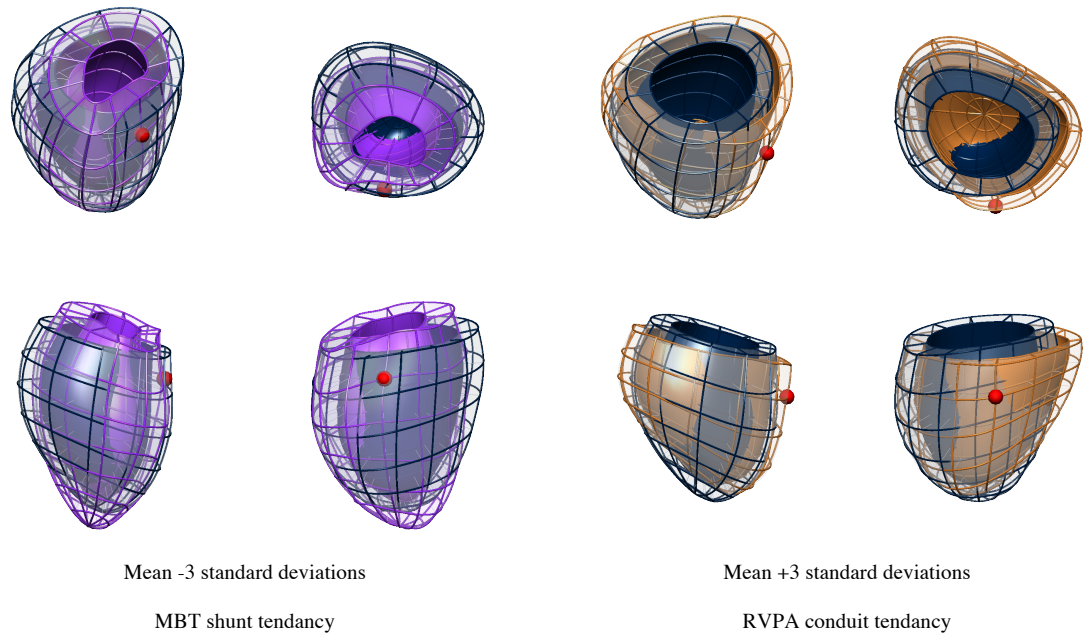 Mean -3 standard deviations
Mean +3 standard deviations
MBT shunt tendancy
RVPA conduit tendancy